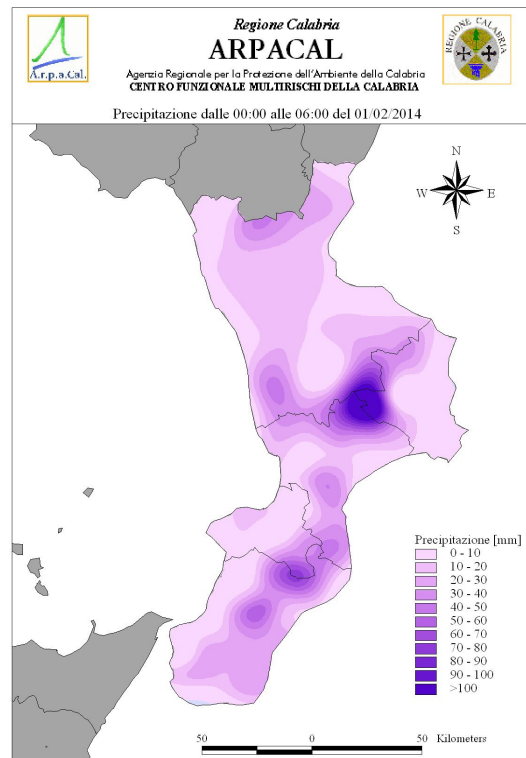 Regione Calabria
ARPACAL
Agenzia Regionale per la Protezione dell'Ambiente della Calabria
CENTRO FUNZIONALE MULTIRISCHI DELLA CALABRIA
A.r.p.a.Cal.
REGIONE CALABRIA
Precipitazione dalle 00:00 alle 06:00 del 01/02/2014
N
W E
S
Precipitazione [mm]
0 - 10
10 - 20
20 - 30
30 - 40
40 - 50
50 - 60
60 - 70
70 - 80
80 - 90
90 - 100
>100
50 0 50 Kilometers